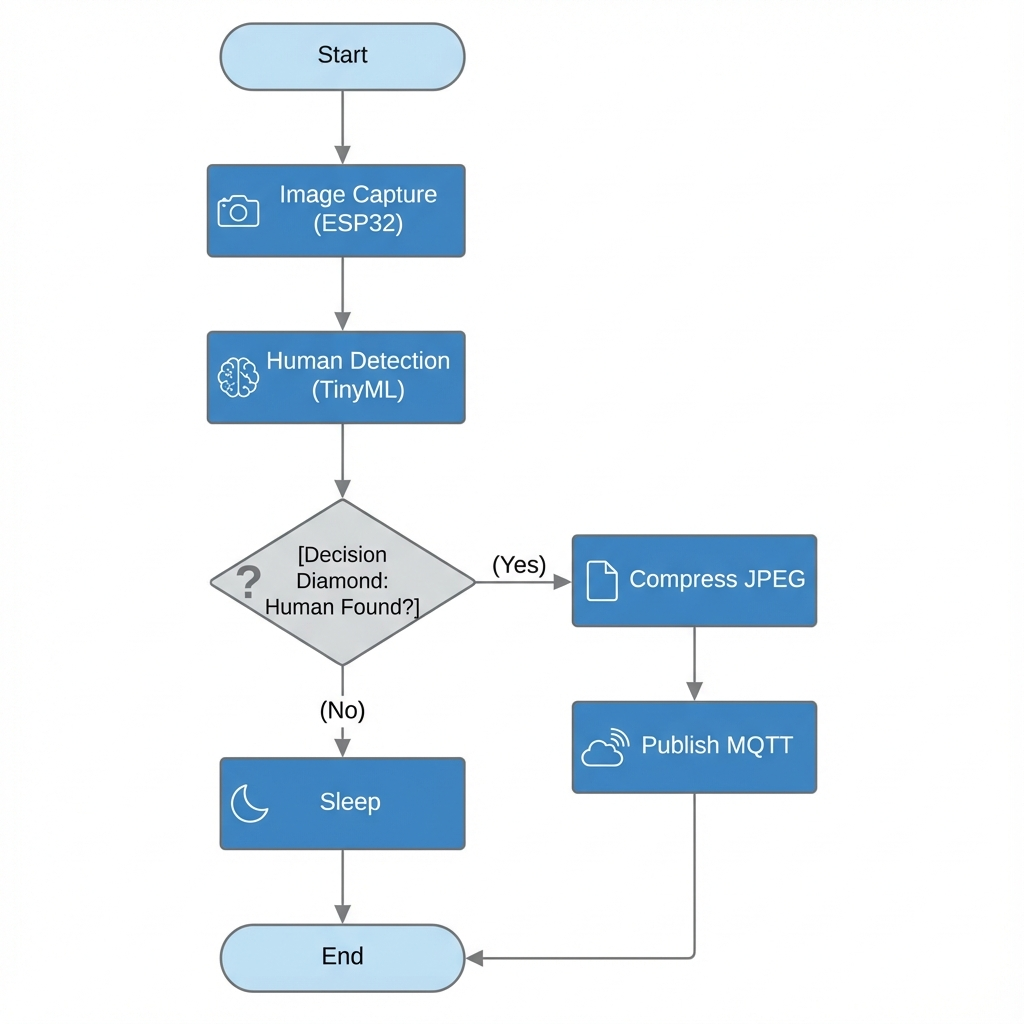 Start
Image Capture
(ESP32)
Human Detection
(TinyML)
?
[Decision
Diamond:
Human Found?]
(Yes)
Compress JPEG
Publish MQTT
(No)
Sleep
End